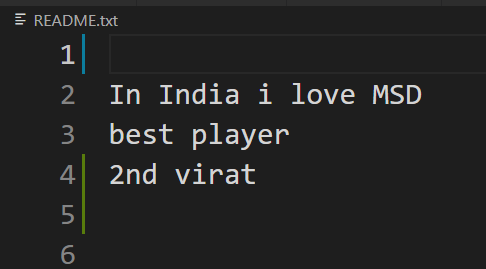 README.txt
1
2 In India i love MSD
3 best player
4 2nd virat
5
6